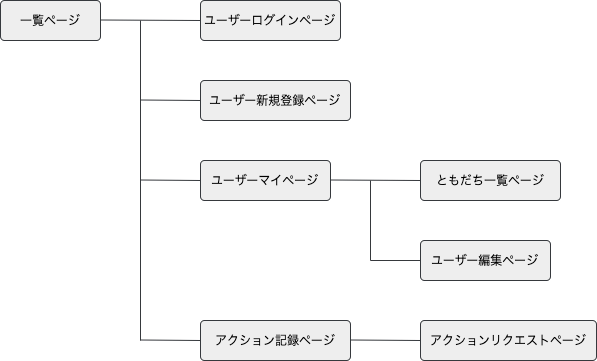 一覧ページ
ユーザーログインページ
ユーザー新規登録ページ
ユーザーマイページ
ともだち一覧ページ
ユーザー編集ページ
アクション記録ページ
アクションリクエストページ